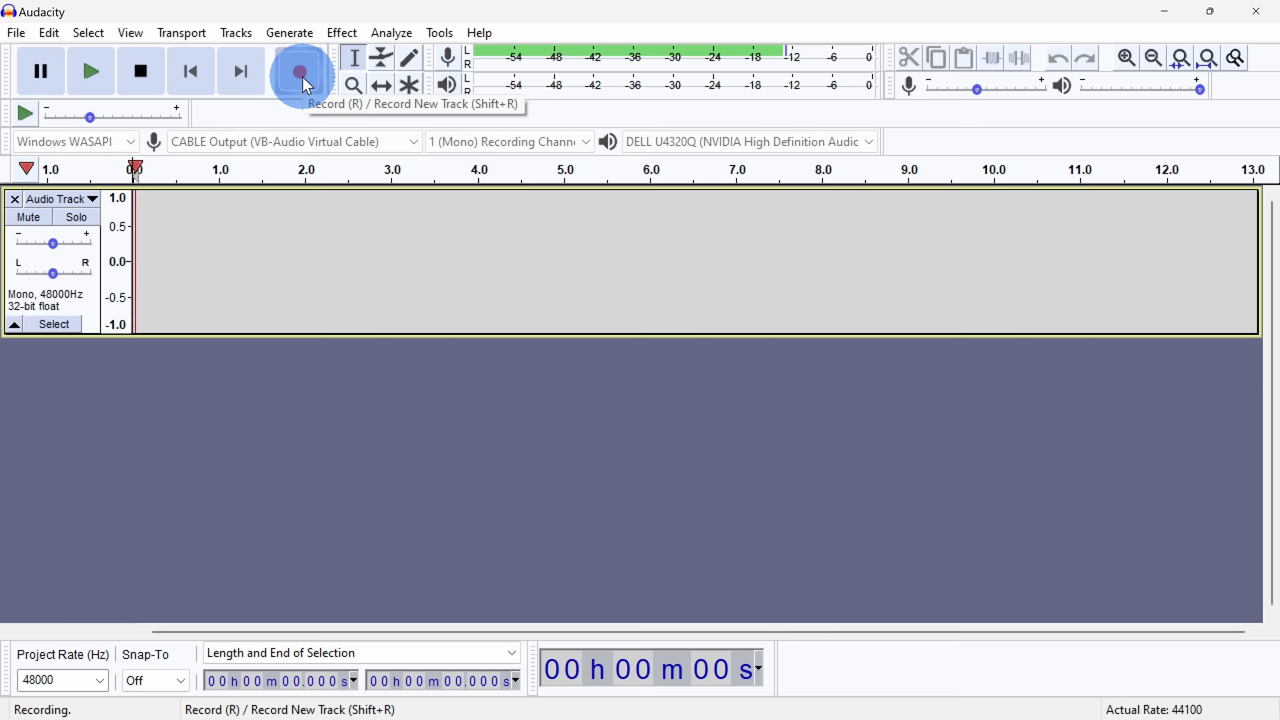 Audacity
File Edit Select View Transport Tracks Generate Effect Analyze Tools Help
L
R
-54 -48 -42 -36 -30 -24 -18 -12 -6 0
L
R
-54 -48 -42 -36 -30 -24 -18 -12 -6 0
- +
- +
Record (R) / Record New Track (Shift+R)
- +
Windows WASAPI CABLE Output (VB-Audio Virtual Cable) 1 (Mono) Recording Chann DELL U4320Q (NVIDIA High Definition Audio
1.0 0.0 1.0 2.0 3.0 4.0 5.0 6.0 7.0 8.0 9.0 10.0 11.0 12.0 13.0
Audio Track
Mute Solo
- +
L R
Mono, 48000Hz
32-bit float
Select
1.0
0.5-
0.0-
-0.5-
-1.0
Project Rate (Hz) Snap-To Length and End of Selection
48000 Off 00 h 00 m 00.000 s 00 h 00 m 00.000 s
00 h 00 m 00 s
Recording. Record (R) / Record New Track (Shift+R) Actual Rate: 44100